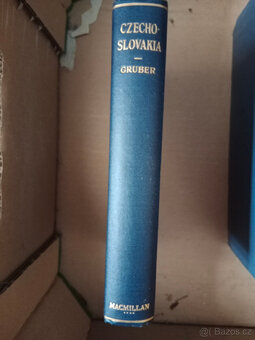 CZECHO-
SLOVAKIA
GRUBER
MACMILLAN
© Bazos.cz